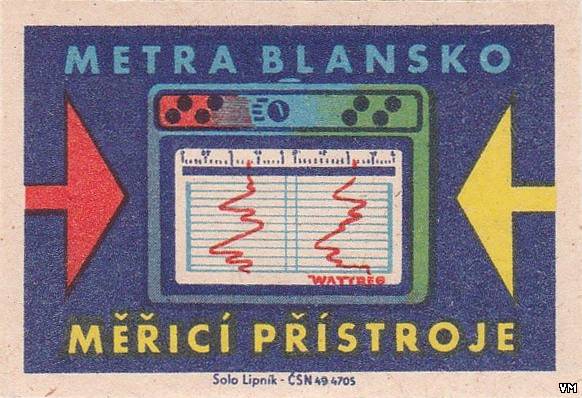 METRA BLANSKO
WATTREG
MĚŘICÍ PŘÍSTROJE
Solo Lipník - ČSN 49 4705
VM